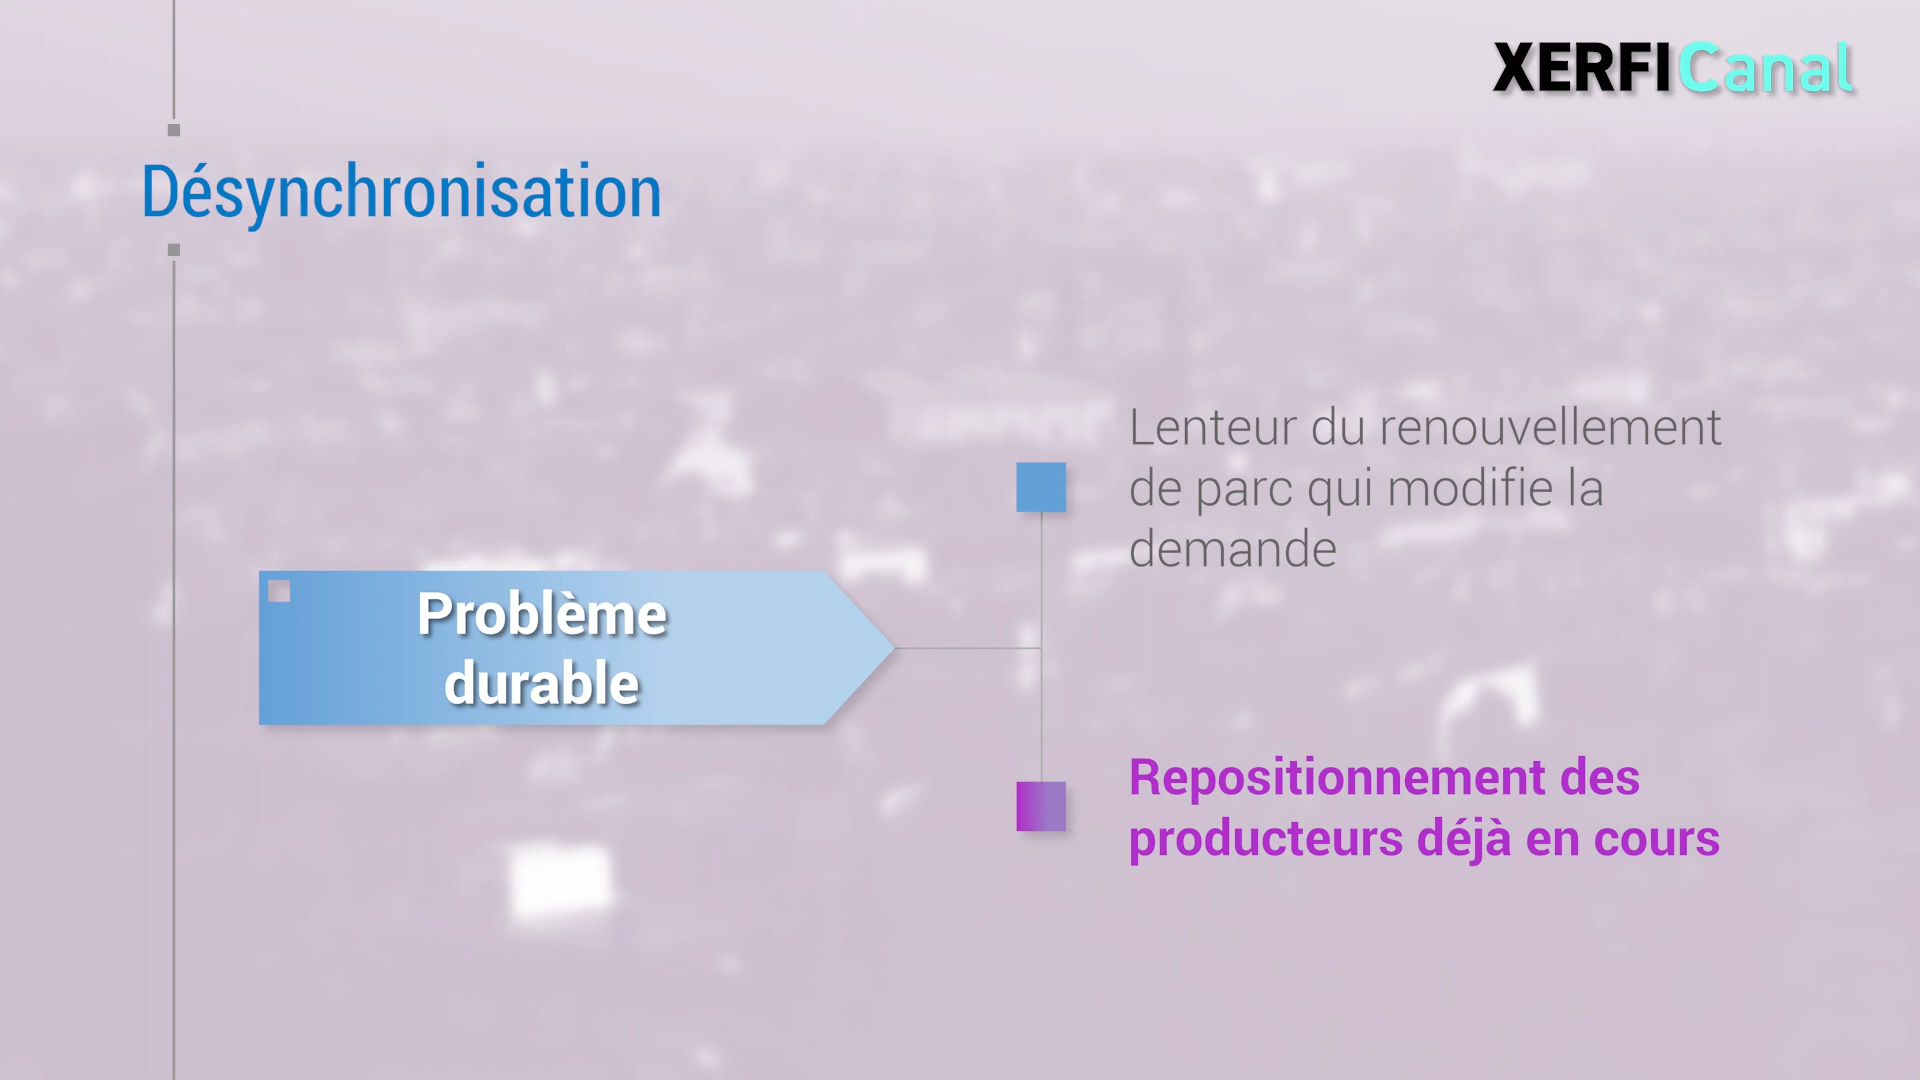 XERFI Canal
Désynchronisation
Lenteur du renouvellement
de parc qui modifie la
demande
Problème
durable
Repositionnement des
producteurs déjà en cours